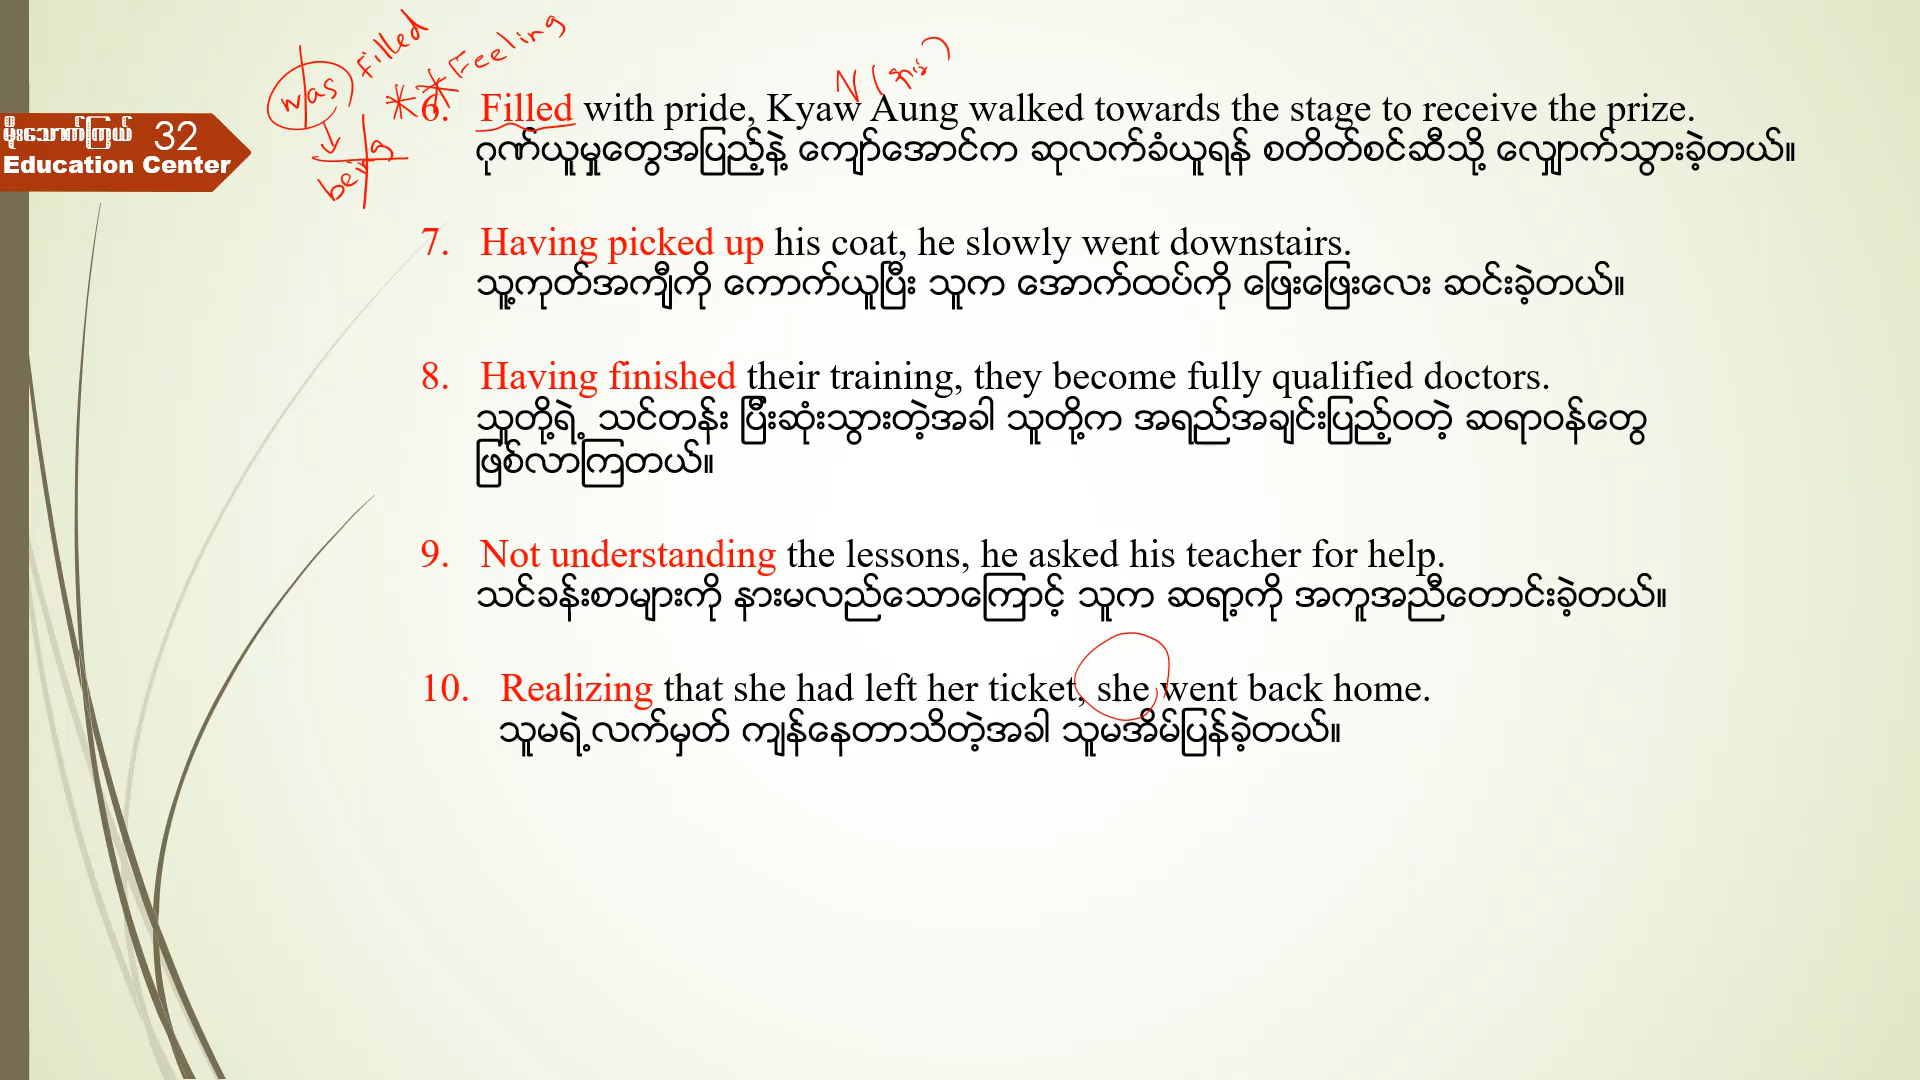 was filled
**Feeling
being
N (
32
Education Center
6. Filled with pride, Kyaw Aung walked towards the stage to receive the prize.
ဂုဏ်ယူမှုတွေအပြည့်နဲ့ ကျော်အောင်က ဆုလက်ခံယူရန် စတိတ်စင်ဆီသို့ လျှောက်သွားခဲ့တယ်။
7. Having picked up his coat, he slowly went downstairs.
သူ့ကုတ်အင်္ကျီကို ကောက်ယူပြီး သူက အောက်ထပ်ကို ဖြေးဖြေးလေး ဆင်းခဲ့တယ်။
8. Having finished their training, they become fully qualified doctors.
သူတို့ရဲ့ သင်တန်း ပြီးဆုံးသွားတဲ့အခါ သူတို့က အရည်အချင်းပြည့်ဝတဲ့ ဆရာဝန်တွေ
ဖြစ်လာကြတယ်။
9. Not understanding the lessons, he asked his teacher for help.
သင်ခန်းစာများကို နားမလည်သောကြောင့် သူက ဆရာ့ကို အကူအညီတောင်းခဲ့တယ်။
10. Realizing that she had left her ticket, she went back home.
သူမရဲ့လက်မှတ် ကျန်နေတာသိတဲ့အခါ သူမအိမ်ပြန်ခဲ့တယ်။